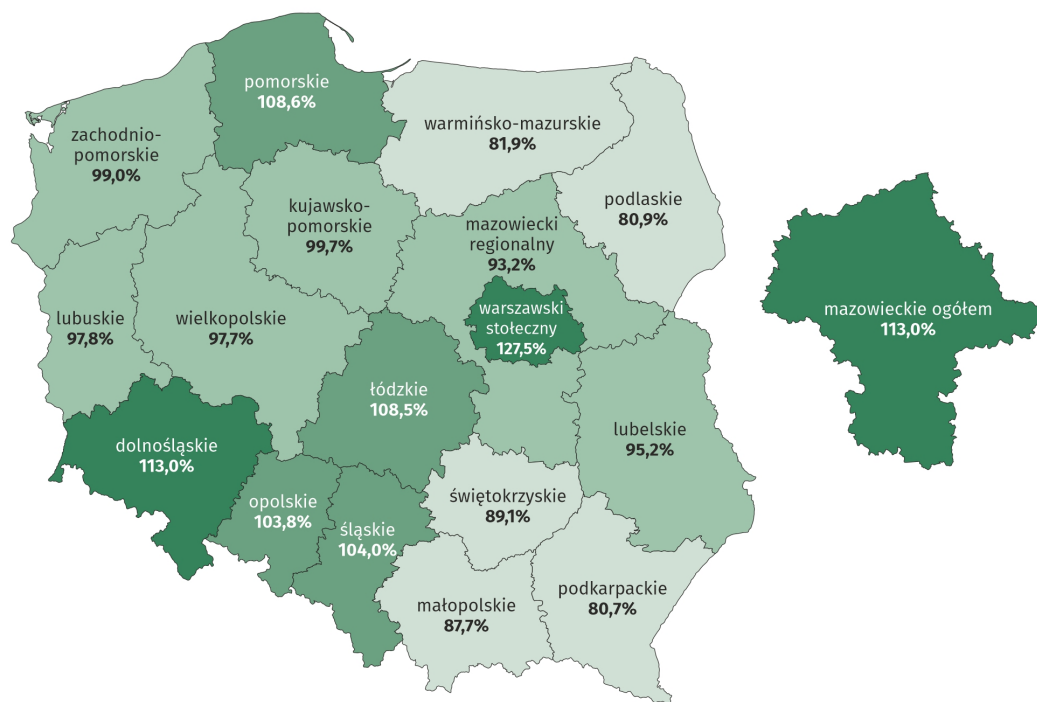 pomorskie
108,6%
warmińsko-mazurskie
81,9%
zachodnio-
pomorskie
99,0%
podlaskie
80,9%
kujawsko-
pomorskie
99,7%
mazowiecki
regionalny
93,2%
warszawski
stołeczny
127,5%
lubuskie
97,8%
wielkopolskie
97,7%
mazowieckie ogółem
113,0%
łódzkie
108,5%
dolnośląskie
113,0%
lubelskie
95,2%
opolskie
103,8%
śląskie
104,0%
świętokrzyskie
89,1%
małopolskie
87,7%
podkarpackie
80,7%